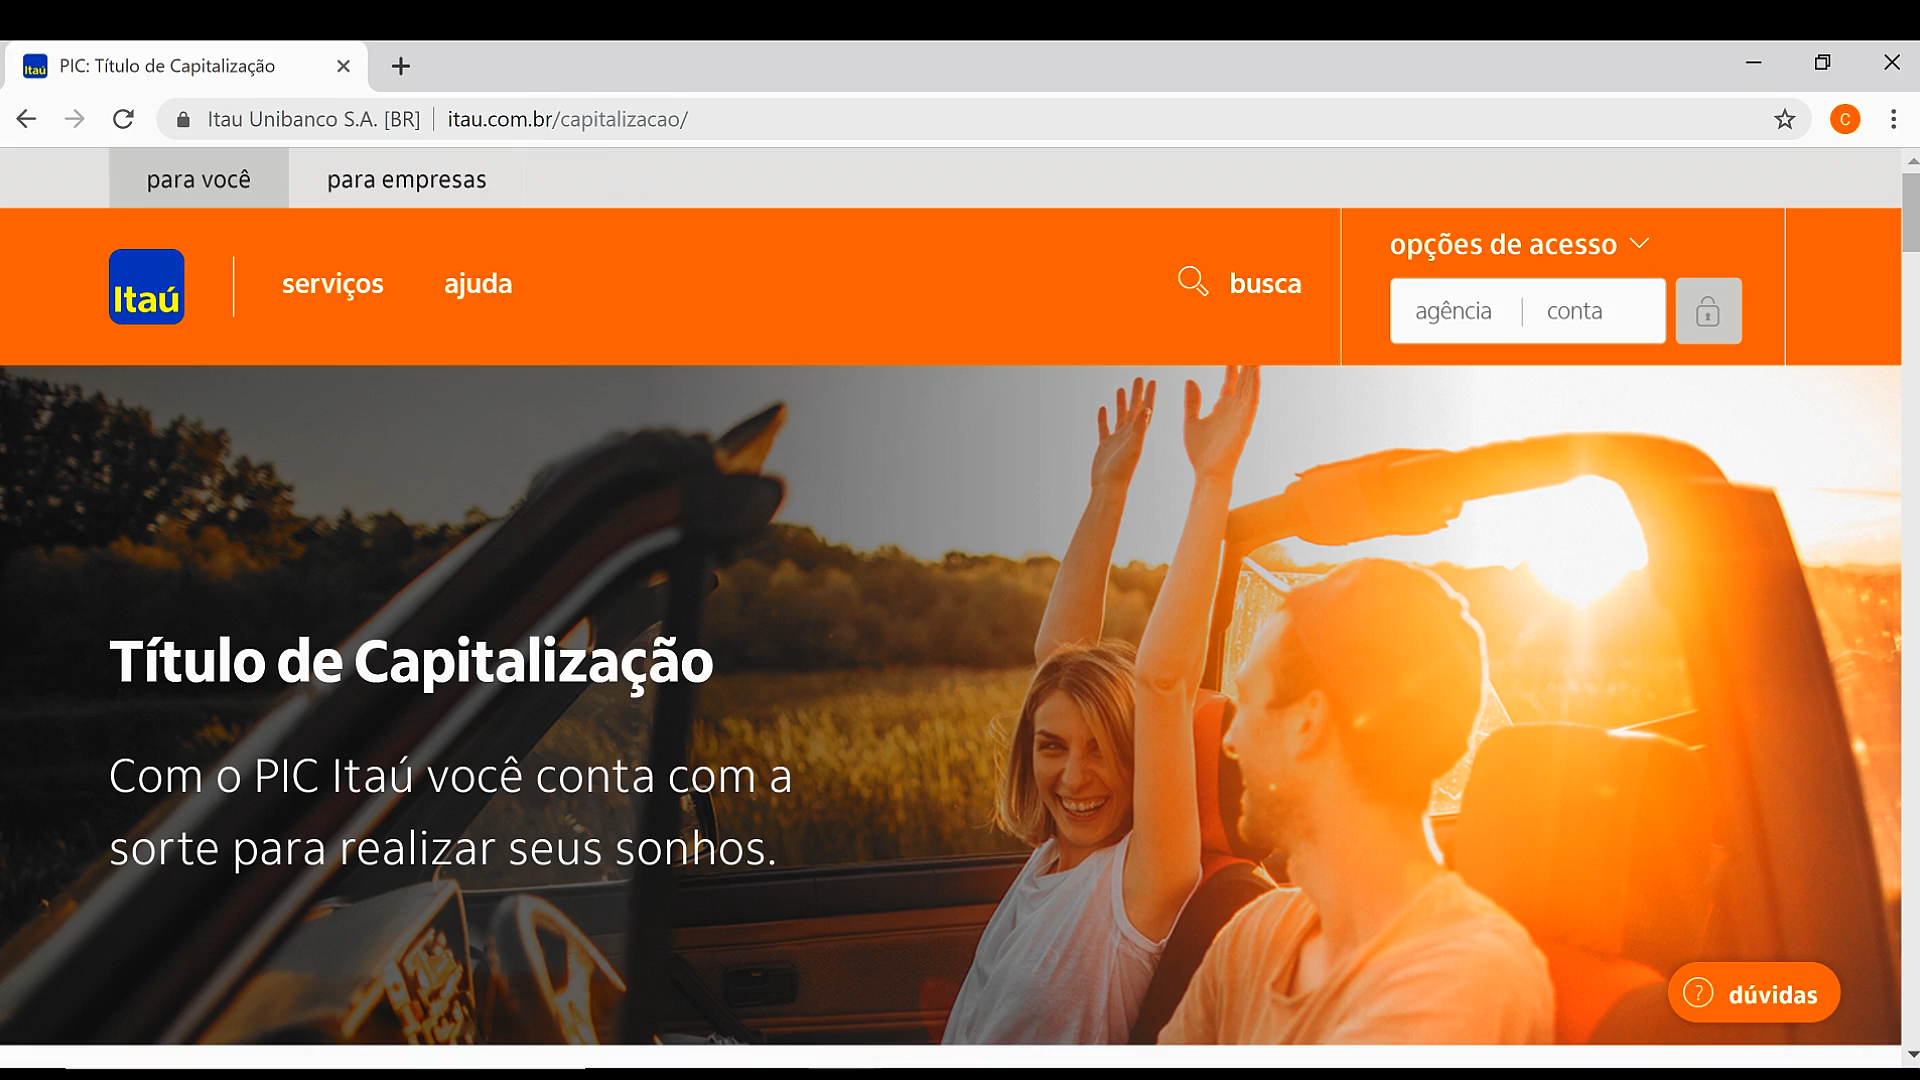 PIC: Título de Capitalização
Itau Unibanco S.A. [BR] itau.com.br/capitalizacao/
C
para você
para empresas
Itaú
serviços
ajuda
busca
opções de acesso
agência
conta
Título de Capitalização
Com o PIC Itaú você conta com a
sorte para realizar seus sonhos.
? dúvidas